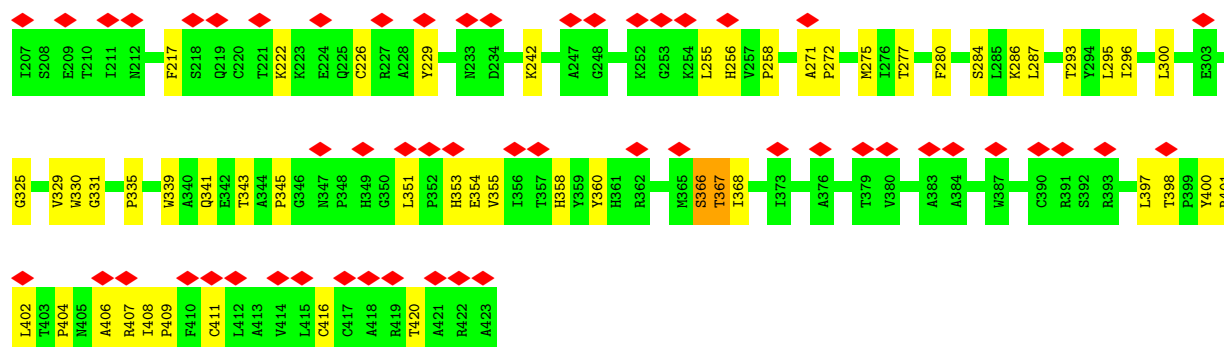 I207 S208 E209 T210 I211 N212 F217 S218 Q219 C220 T221 K222 K223 E224 Q225 C226 R227 A228 Y229 N233 D234 K242 A247 G248 K252 G253 K254 L255 H256 V257 P258 A271 P272 M275 I276 T277 F280 S284 L285 K286 L287 T293 Y294 L295 I296 L300 E303
G325 V329 W330 G331 P335 W339 A340 Q341 E342 T343 A344 P345 G346 N347 P348 H349 G350 L351 P352 H353 E354 V355 I356 T357 H358 Y359 Y360 H361 R362 M365 S366 T367 I368 I373 A376 T379 V380 A383 A384 W387 C390 R391 S392 R393 L397 T398 P399 Y400
L402 T403 P404 N405 A406 R407 I408 P409 F410 C411 L412 A413 V414 L415 C416 C417 A418 R419 T420 A421 R422 A423